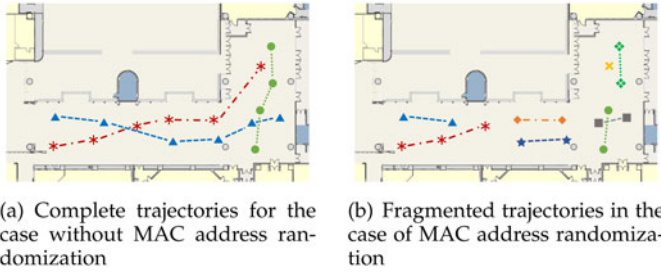 (a) Complete trajectories for the
case without MAC address ran-
domization
(b) Fragmented trajectories in the
case of MAC address randomiza-
tion